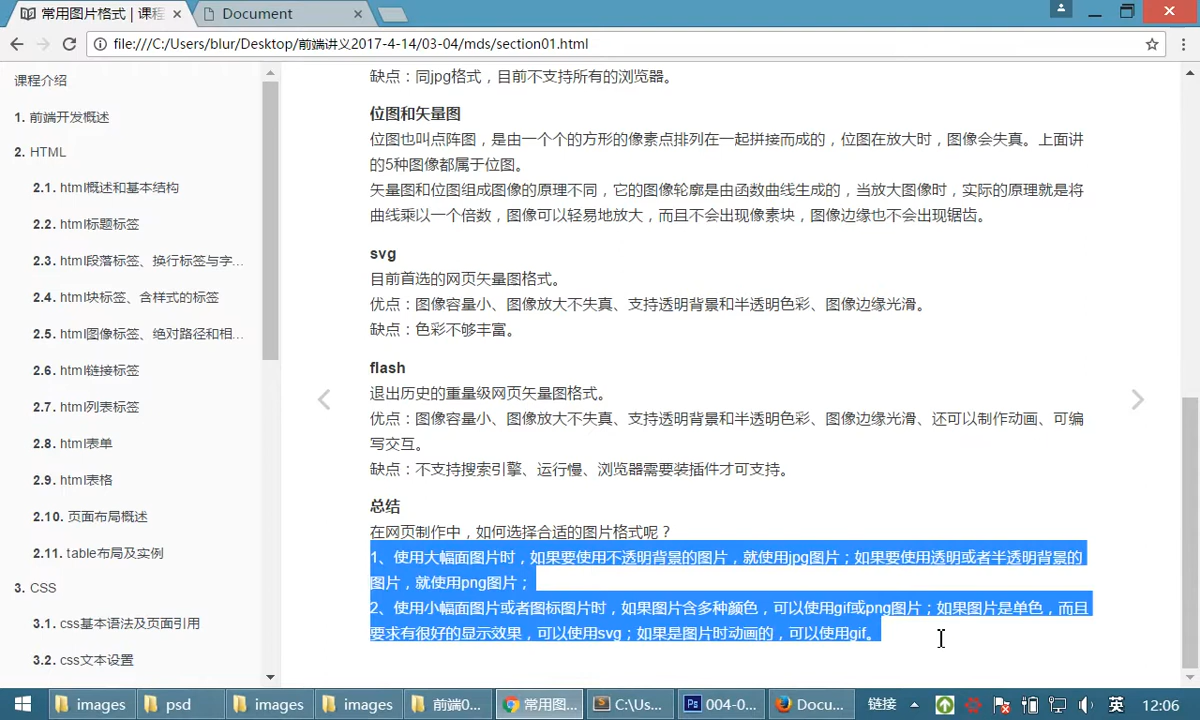 常用图片格式 | 课程
Document
file:///C:/Users/blur/Desktop/前端讲义2017-4-14/03-04/mds/section01.html
课程介绍
1. 前端开发概述
2. HTML
2.1. html概述和基本结构
2.2. html标题标签
2.3. html段落标签、换行标签与字...
2.4. html块标签、含样式的标签
2.5. html图像标签、绝对路径和相...
2.6. html链接标签
2.7. html列表标签
2.8. html表单
2.9. html表格
2.10. 页面布局概述
2.11. table布局及实例
3. CSS
3.1. css基本语法及页面引用
3.2. css文本设置
缺点：同jpg格式，目前不支持所有的浏览器。
位图和矢量图
位图也叫点阵图，是由一个个的方形的像素点排列在一起拼接而成的，位图在放大时，图像会失真。上面讲
的5种图像都属于位图。
矢量图和位图组成图像的原理不同，它的图像轮廓是由函数曲线生成的，当放大图像时，实际的原理就是将
曲线乘以一个倍数，图像可以轻易地放大，而且不会出现像素块，图像边缘也不会出现锯齿。
svg
目前首选的网页矢量图格式。
优点：图像容量小、图像放大不失真、支持透明背景和半透明色彩、图像边缘光滑。
缺点：色彩不够丰富。
flash
退出历史的重量级网页矢量图格式。
优点：图像容量小、图像放大不失真、支持透明背景和半透明色彩、图像边缘光滑、还可以制作动画、可编
写交互。
缺点：不支持搜索引擎、运行慢、浏览器需要装插件才可支持。
总结
在网页制作中，如何选择合适的图片格式呢？
1、使用大幅面图片时，如果要使用不透明背景的图片，就使用jpg图片；如果要使用透明或者半透明背景的
图片，就使用png图片；
2、使用小幅面图片或者图标图片时，如果图片含多种颜色，可以使用gif或png图片；如果图片是单色，而且
要求有很好的显示效果，可以使用svg；如果是图片时动画的，可以使用gif。
images
psd
images
images
前端0...
常用图...
C:\Us...
Ps 004-0...
Docu...
链接
英
12:06